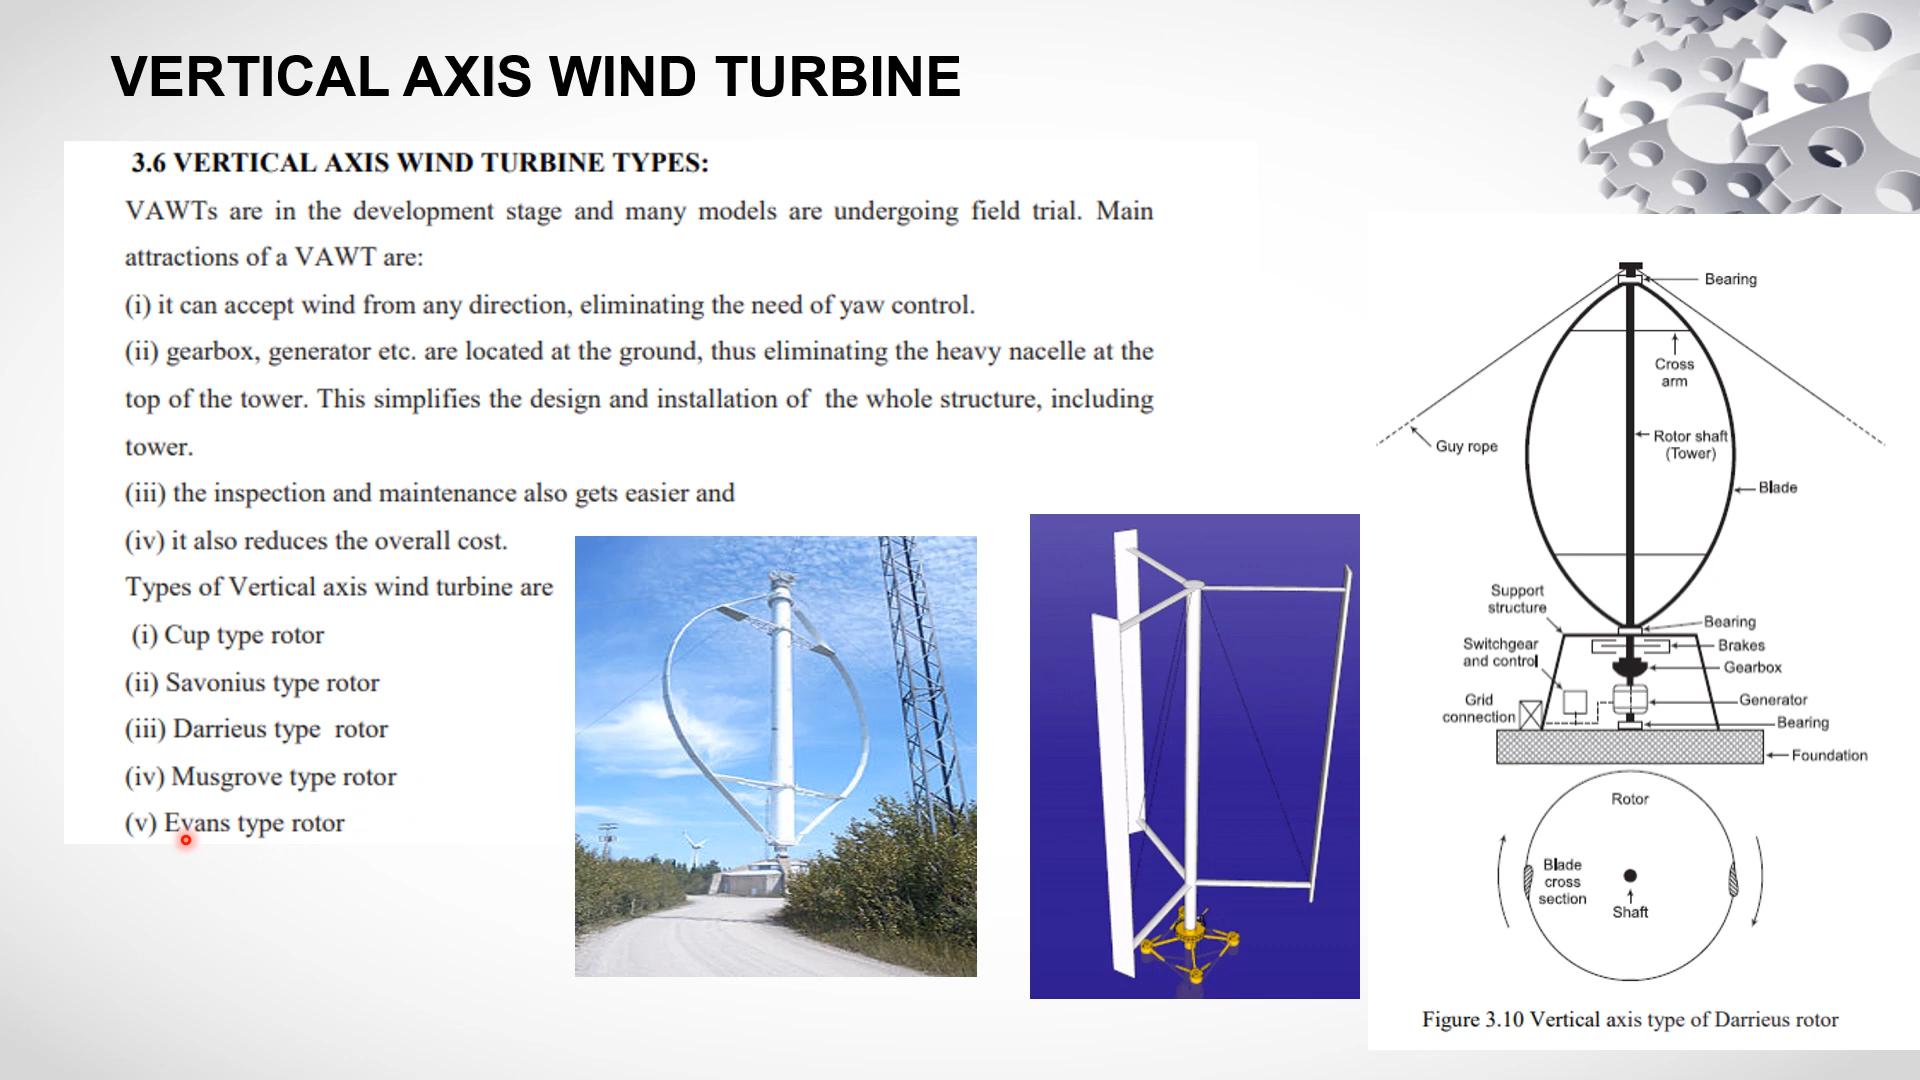 VERTICAL AXIS WIND TURBINE
3.6 VERTICAL AXIS WIND TURBINE TYPES:
VAWTs are in the development stage and many models are undergoing field trial. Main
attractions of a VAWT are:
(i) it can accept wind from any direction, eliminating the need of yaw control.
(ii) gearbox, generator etc. are located at the ground, thus eliminating the heavy nacelle at the
top of the tower. This simplifies the design and installation of the whole structure, including
tower.
(iii) the inspection and maintenance also gets easier and
(iv) it also reduces the overall cost.
Types of Vertical axis wind turbine are
(i) Cup type rotor
(ii) Savonius type rotor
(iii) Darrieus type rotor
(iv) Musgrove type rotor
(v) Evans type rotor
Bearing
Cross
arm
Guy rope
Rotor shaft
(Tower)
Blade
Support
structure
Bearing
Switchgear
and control
Brakes
Gearbox
Grid
connection
Generator
Bearing
Foundation
Rotor
Blade
cross
section
Shaft
Figure 3.10 Vertical axis type of Darrieus rotor